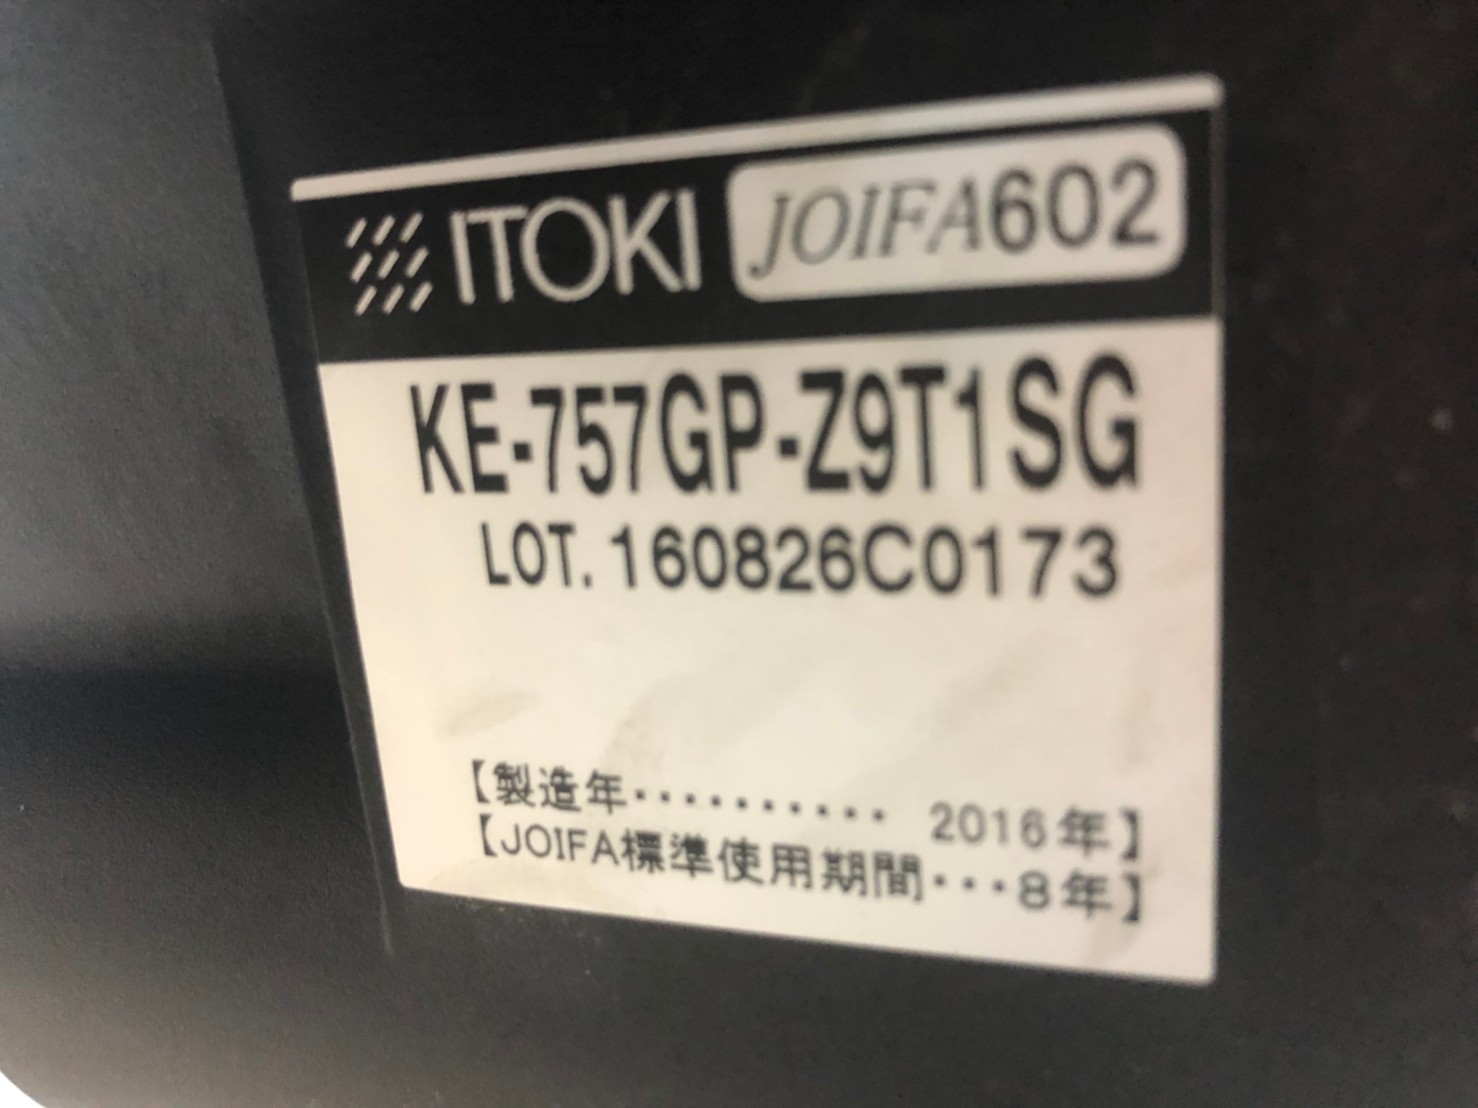 ITOKI JOIFA602
KE-757GP-Z9T1SG
LOT. 160826C0173
【製造年・・・・・・・・・・ 2016年】
【JOIFA標準使用期間・・・8年】